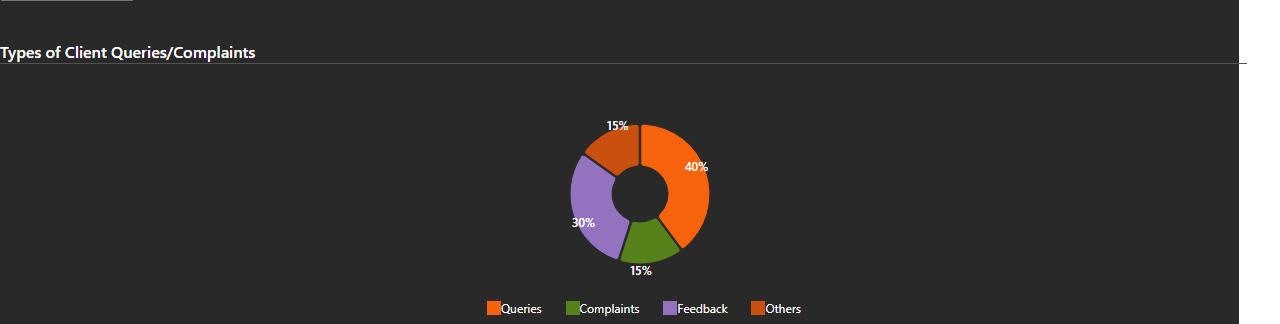 Types of Client Queries/Complaints
15%
40%
30%
15%
Queries Complaints Feedback Others